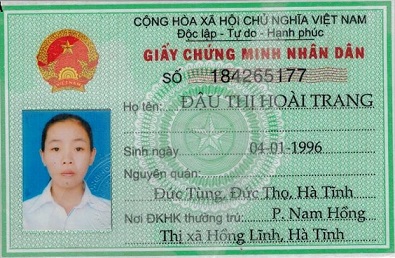 CỘNG HÒA XÃ HỘI CHỦ NGHĨA VIỆT NAM
Độc lập - Tự do - Hạnh phúc
GIẤY CHỨNG MINH NHÂN DÂN
SỐ 184265177
Họ tên: ĐẬU THỊ HOÀI TRANG
Sinh ngày 04-01-1996
Nguyên quán:
Đức Tùng, Đức Thọ, Hà Tĩnh
Nơi ĐKHK thường trú: P. Nam Hồng
Thị xã Hồng Lĩnh, Hà Tĩnh